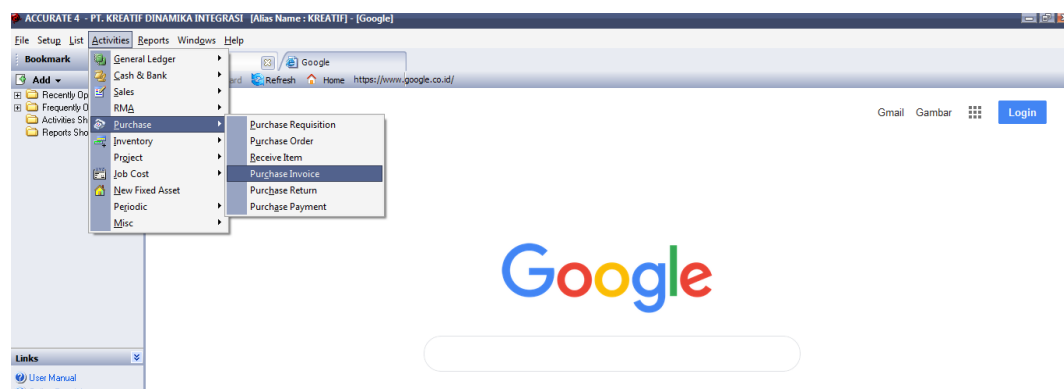 ACCURATE 4 - PT. KREATIF DINAMIKA INTEGRASI [Alias Name : KREATIF] - [Google]
File Setup List Activities Reports Windows Help
Bookmark
Google
Add
Refresh Home https://www.google.co.id/
Recently Op
Frequently O
Activities Sh
Reports Sho
General Ledger
Cash & Bank
Sales
RMA
Purchase
Inventory
Project
Job Cost
New Fixed Asset
Periodic
Misc
Purchase Requisition
Purchase Order
Receive Item
Purchase Invoice
Purchase Return
Purchase Payment
Gmail Gambar Login
Google
Links
User Manual